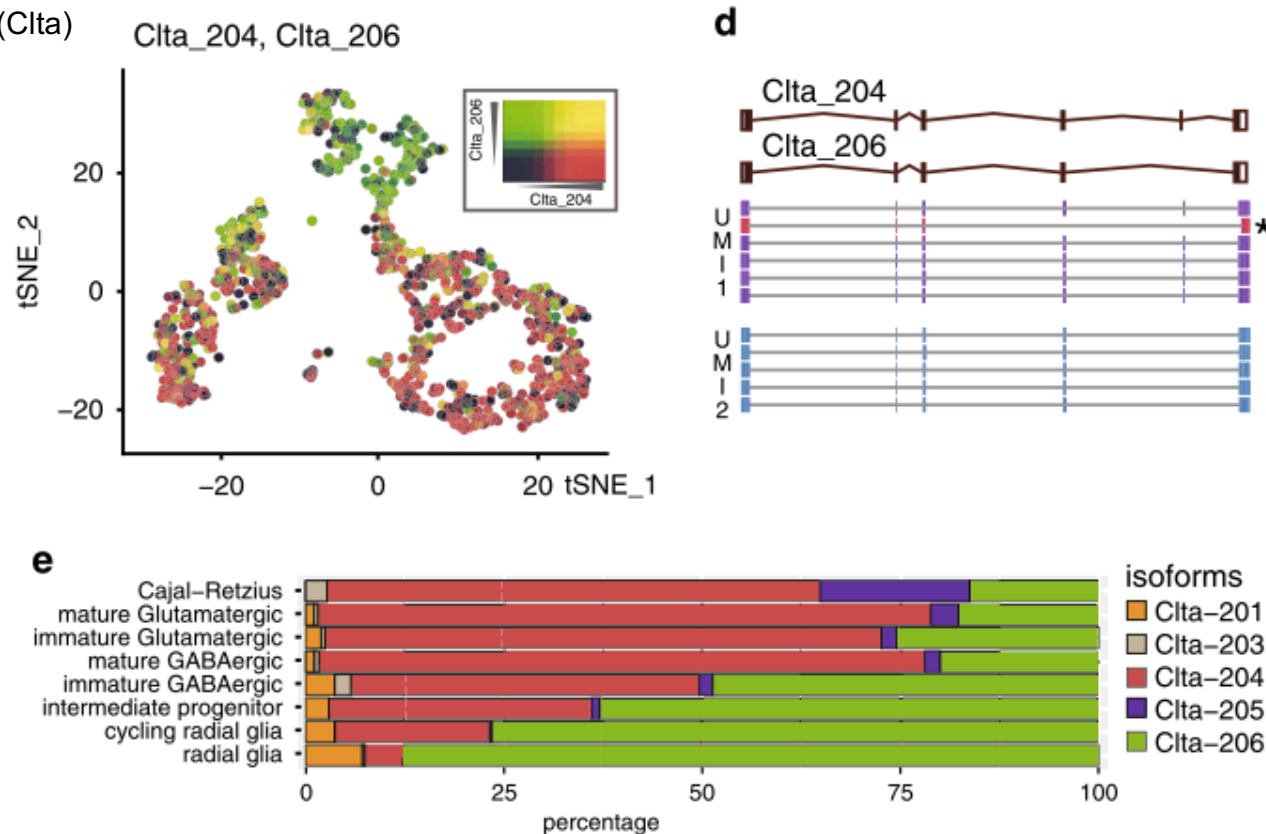 (Clta)
Clta_204, Clta_206
tSNE_2
20
0
−20
−20
0
20
tSNE_1
Clta_206
Clta_204
d
Clta_204
Clta_206
U
M
I
1
*
U
M
I
2
e
Cajal−Retzius
mature Glutamatergic
immature Glutamatergic
mature GABAergic
immature GABAergic
intermediate progenitor
cycling radial glia
radial glia
0
25
50
75
100
percentage
isoforms
Clta−201
Clta−203
Clta−204
Clta−205
Clta−206